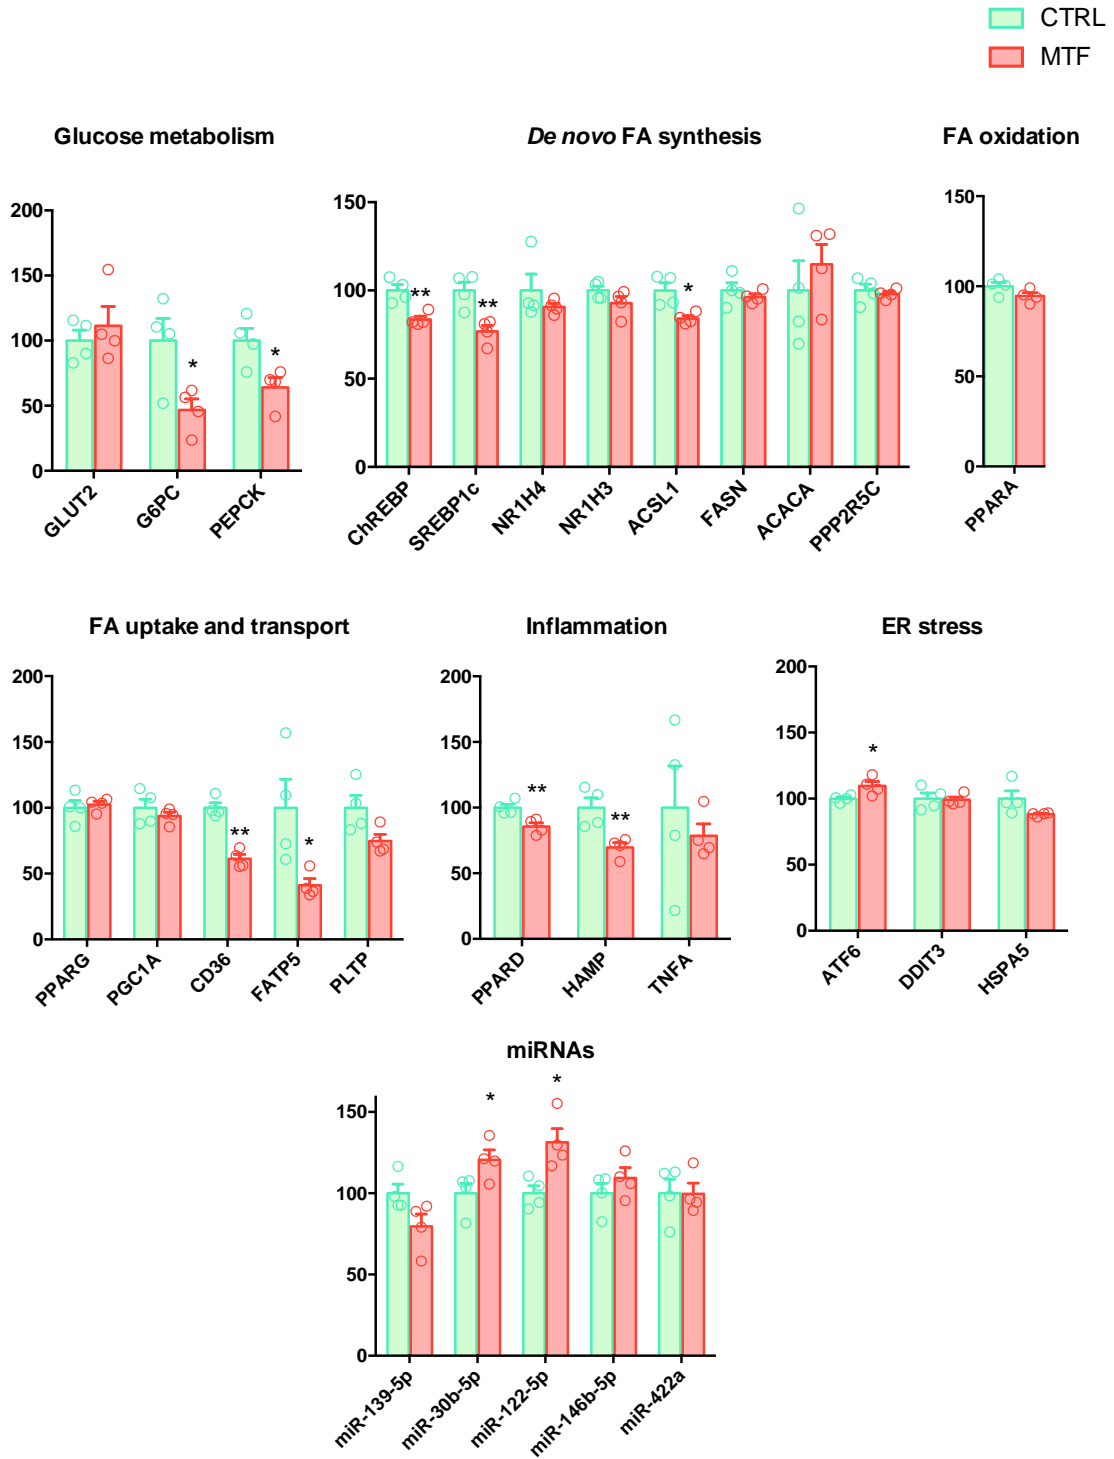 CTRL
MTF
Glucose metabolism
De novo FA synthesis
FA oxidation
200
150
100
50
0
*
*
GLUT2
G6PC
PEPCK
150
100
50
0
**
**
*
ChREBP
SREBP1c
NR1H4
NR1H3
ACSL1
FASN
ACACA
PPP2R5C
150
100
50
0
PPARA
FA uptake and transport
Inflammation
ER stress
200
150
100
50
0
**
*
PPARG
PGC1A
CD36
FATP5
PLTP
200
150
100
50
0
**
**
PPARD
HAMP
TNFA
200
150
100
50
0
*
ATF6
DDIT3
HSPA5
miRNAs
150
100
50
0
*
*
miR-139-5p
miR-30b-5p
miR-122-5p
miR-146b-5p
miR-422a